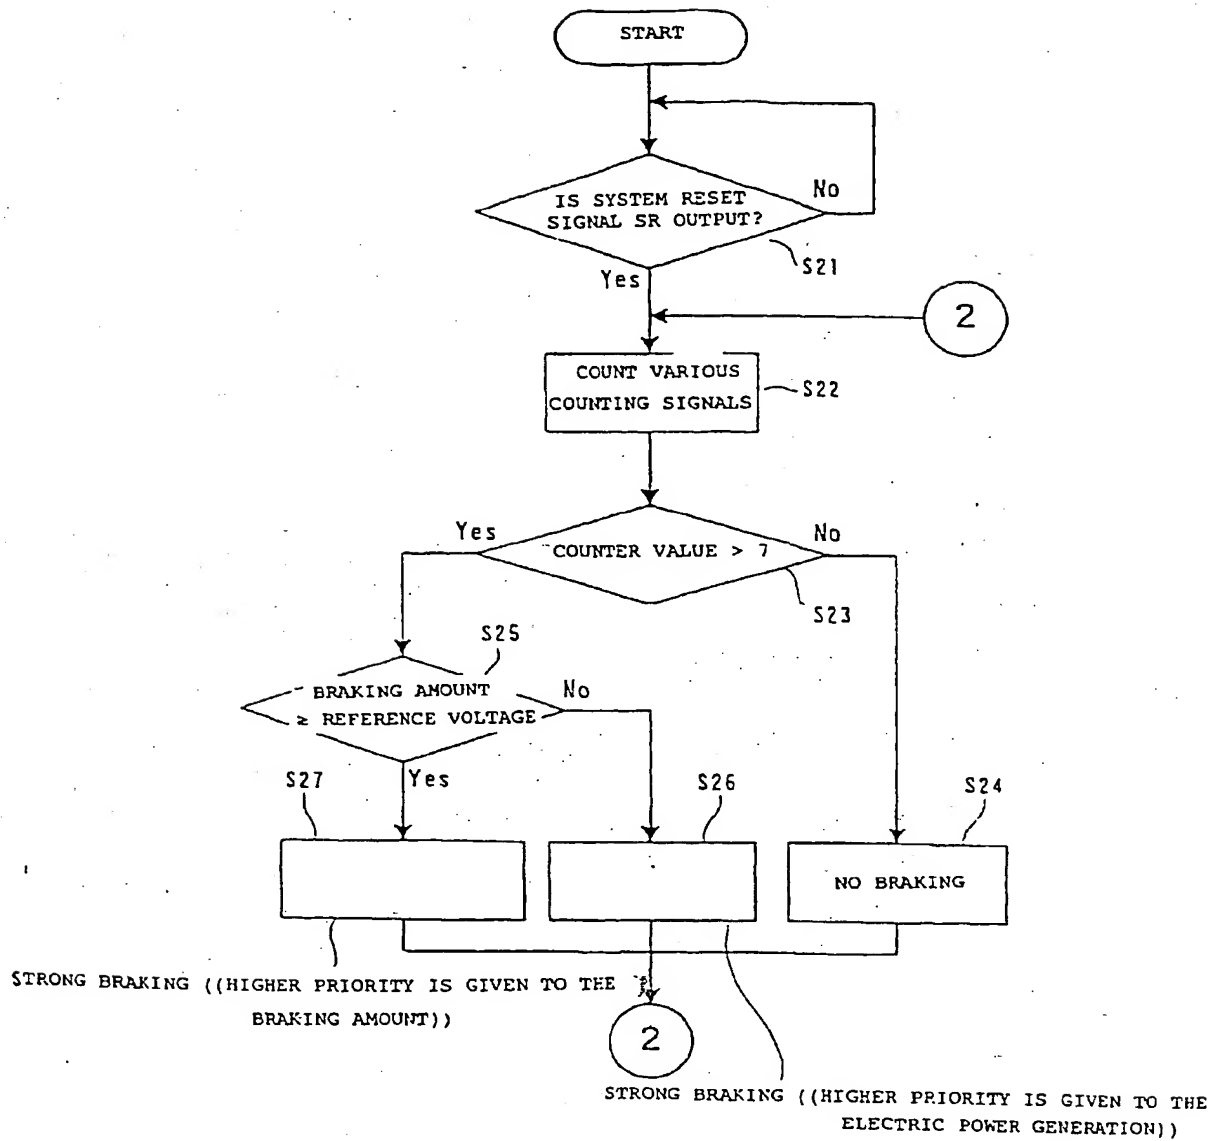 START
IS SYSTEM RESET
SIGNAL SR OUTPUT?
No
S21
Yes
2
COUNT VARIOUS
COUNTING SIGNALS
S22
Yes
No
COUNTER VALUE > 7
S23
S25
BRAKING AMOUNT
≥ REFERENCE VOLTAGE
No
Yes
S27
S26
S24
NO BRAKING
STRONG BRAKING ((HIGHER PRIORITY IS GIVEN TO THE
BRAKING AMOUNT))
2
STRONG BRAKING ((HIGHER PRIORITY IS GIVEN TO THE
ELECTRIC POWER GENERATION))